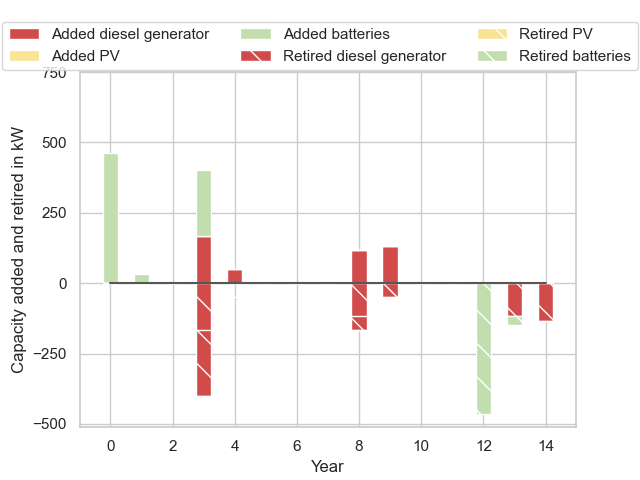 Added diesel generator
Added PV
Added batteries
Retired diesel generator
Retired PV
Retired batteries
750
500
250
0
−250
−500
Capacity added and retired in kW
0 2 4 6 8 10 12 14
Year